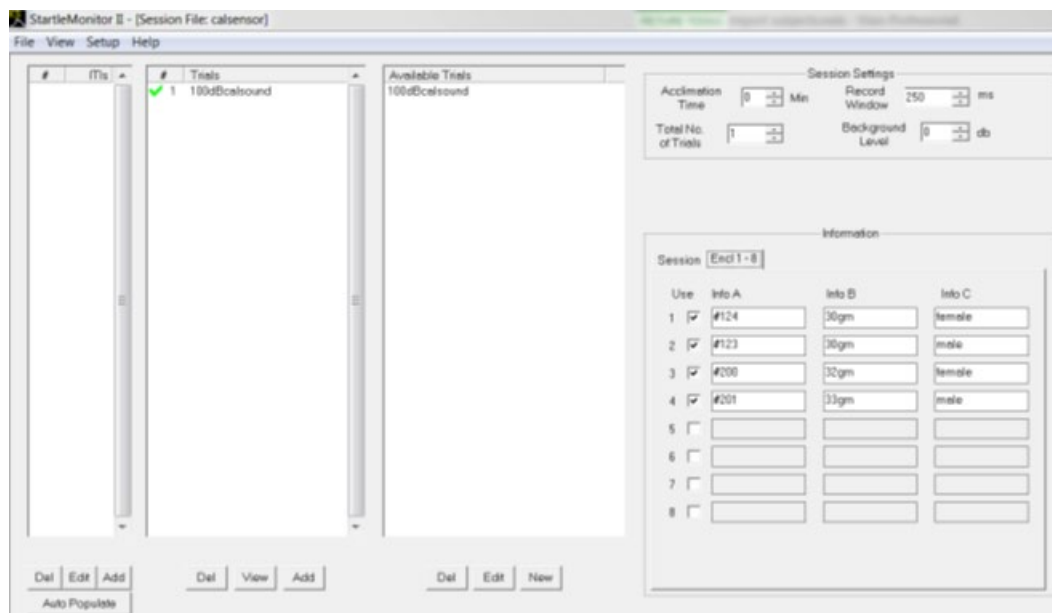 StartleMonitor II - [Session File: calsensor]
File View Setup Help
# ITIs
# Trials
1 100dBcalsound
Available Trials
100dBcalsound
Session Settings
Acclimation Time 0 Min
Record Window 250 ms
Total No. of Trials 1
Background Level 0 db
Information
Session Encl 1 - 8
Use Info A Info B Info C
1 #124 30gm female
2 #123 30gm male
3 #200 32gm female
4 #201 33gm male
5
6
7
8
Del Edit Add
Auto Populate
Del View Add
Del Edit New